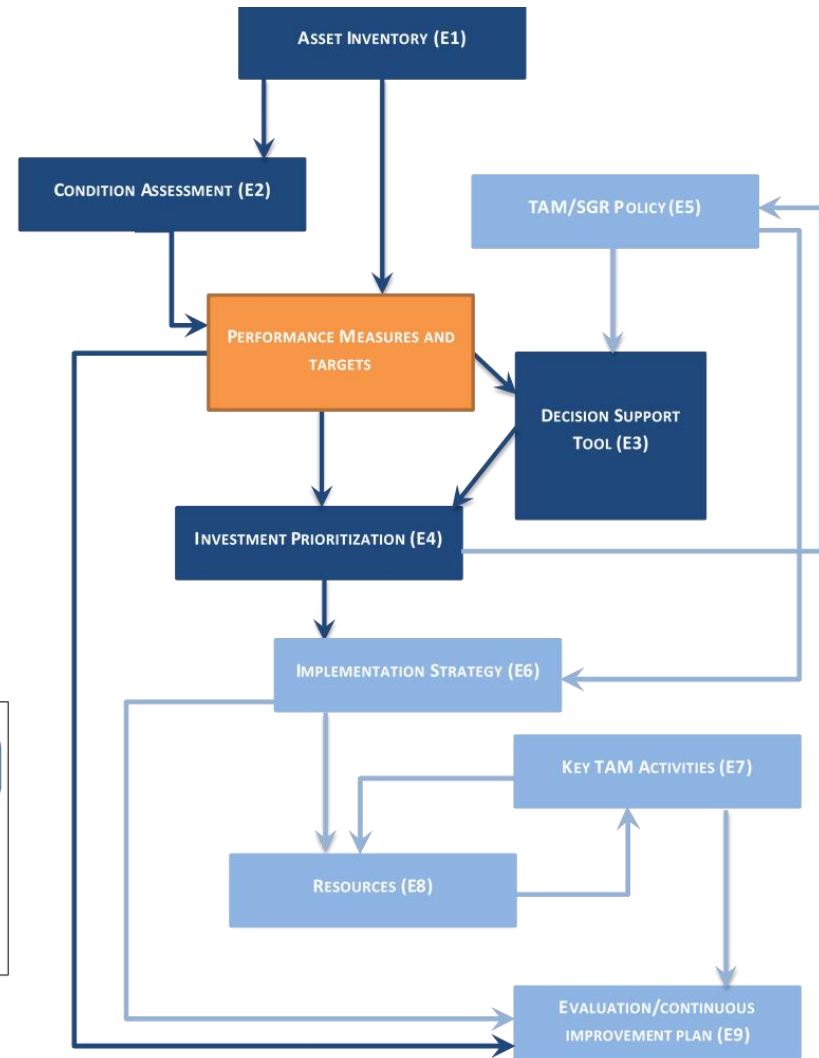 ASSET INVENTORY (E1)
CONDITION ASSESSMENT (E2)
TAM/SGR POLICY (E5)
PERFORMANCE MEASURES AND
TARGETS
DECISION SUPPORT
TOOL (E3)
INVESTMENT PRIORITIZATION (E4)
IMPLEMENTATION STRATEGY (E6)
KEY TAM ACTIVITIES (E7)
RESOURCES (E8)
EVALUATION/CONTINUOUS
IMPROVEMENT PLAN (E9)